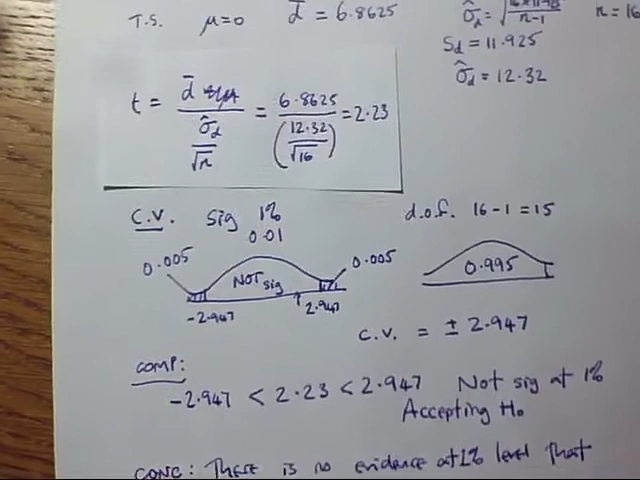 T.S. μ=0 d̄ = 6.8625
σ̂d = √ n-1 n = 16
Sd = 11.925
σ̂d = 12.32
t = d̄ / (σ̂d / √n) = 6.8625 / (12.32 / √16) = 2.23
C.V. Sig 1% d.o.f. 16-1 = 15
0.01
0.005 0.005
NOT sig 0.995
-2.947 2.947
C.V. = ± 2.947
COMP:
-2.947 < 2.23 < 2.947 Not sig at 1%
Accepting H₀
CONC: There is no evidence at 1% level that